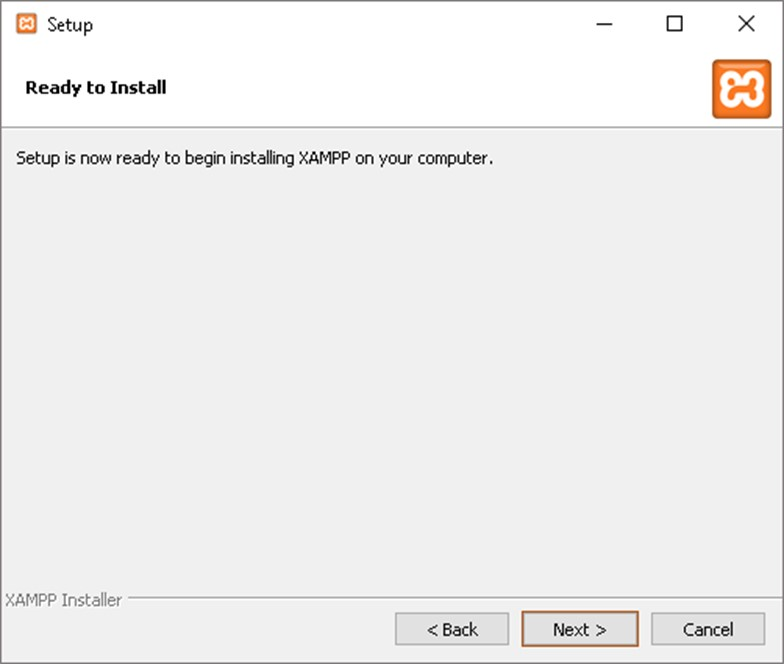 Setup
Ready to Install
Setup is now ready to begin installing XAMPP on your computer.
XAMPP Installer
< Back
Next >
Cancel